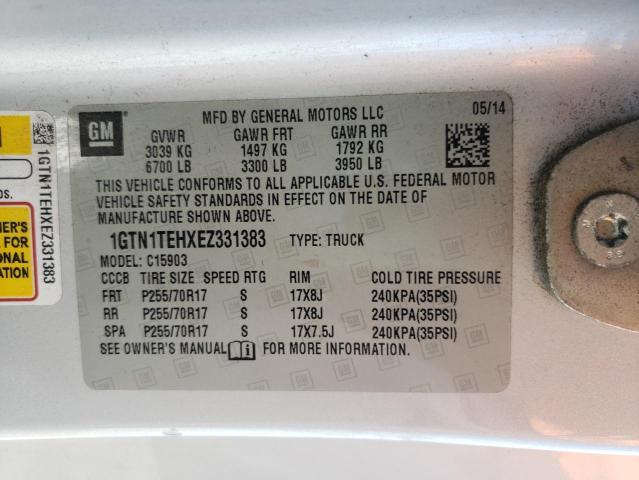 GM
MFD BY GENERAL MOTORS LLC 05/14
GVWR GAWR FRT GAWR RR
3039 KG 1497 KG 1792 KG
6700 LB 3300 LB 3950 LB
THIS VEHICLE CONFORMS TO ALL APPLICABLE U.S. FEDERAL MOTOR
VEHICLE SAFETY STANDARDS IN EFFECT ON THE DATE OF
MANUFACTURE SHOWN ABOVE.
1GTN1TEHXEZ331383 TYPE: TRUCK
MODEL: C15903
CCCB TIRE SIZE SPEED RTG RIM COLD TIRE PRESSURE
FRT P255/70R17 S 17X8J 240KPA(35PSI)
RR P255/70R17 S 17X8J 240KPA(35PSI)
SPA P255/70R17 S 17X7.5J 240KPA(35PSI)
SEE OWNER'S MANUAL FOR MORE INFORMATION.
1GTN1TEHXEZ331383
os.
NER'S
FOR
ONAL